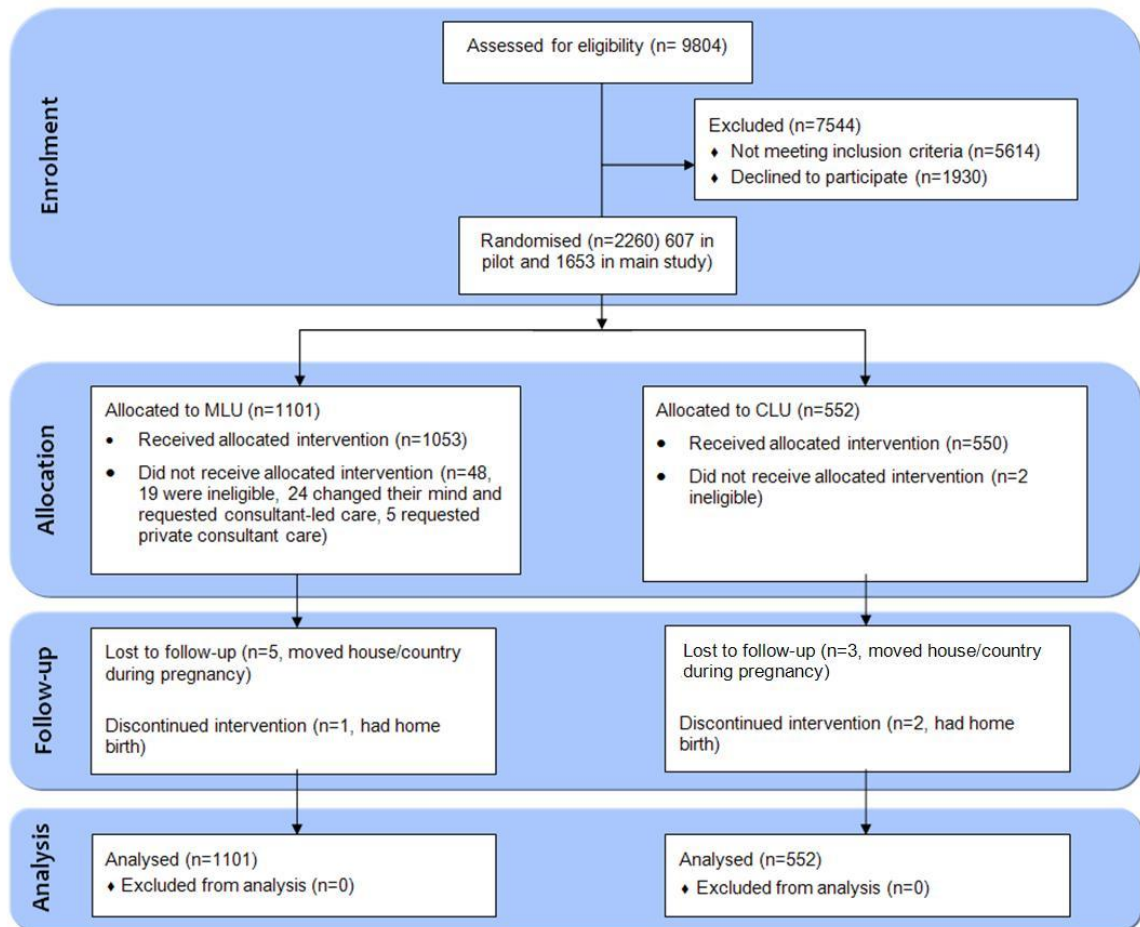 Enrolment
Assessed for eligibility (n= 9804)
Excluded (n=7544)
♦ Not meeting inclusion criteria (n=5614)
♦ Declined to participate (n=1930)
Randomised (n=2260) 607 in
pilot and 1653 in main study)
Allocation
Allocated to MLU (n=1101)
• Received allocated intervention (n=1053)
• Did not receive allocated intervention (n=48,
19 were ineligible, 24 changed their mind and
requested consultant-led care, 5 requested
private consultant care)
Allocated to CLU (n=552)
• Received allocated intervention (n=550)
• Did not receive allocated intervention (n=2
ineligible)
Follow-up
Lost to follow-up (n=5, moved house/country
during pregnancy)
Discontinued intervention (n=1, had home
birth)
Lost to follow-up (n=3, moved house/country
during pregnancy)
Discontinued intervention (n=2, had home
birth)
Analysis
Analysed (n=1101)
♦ Excluded from analysis (n=0)
Analysed (n=552)
♦ Excluded from analysis (n=0)